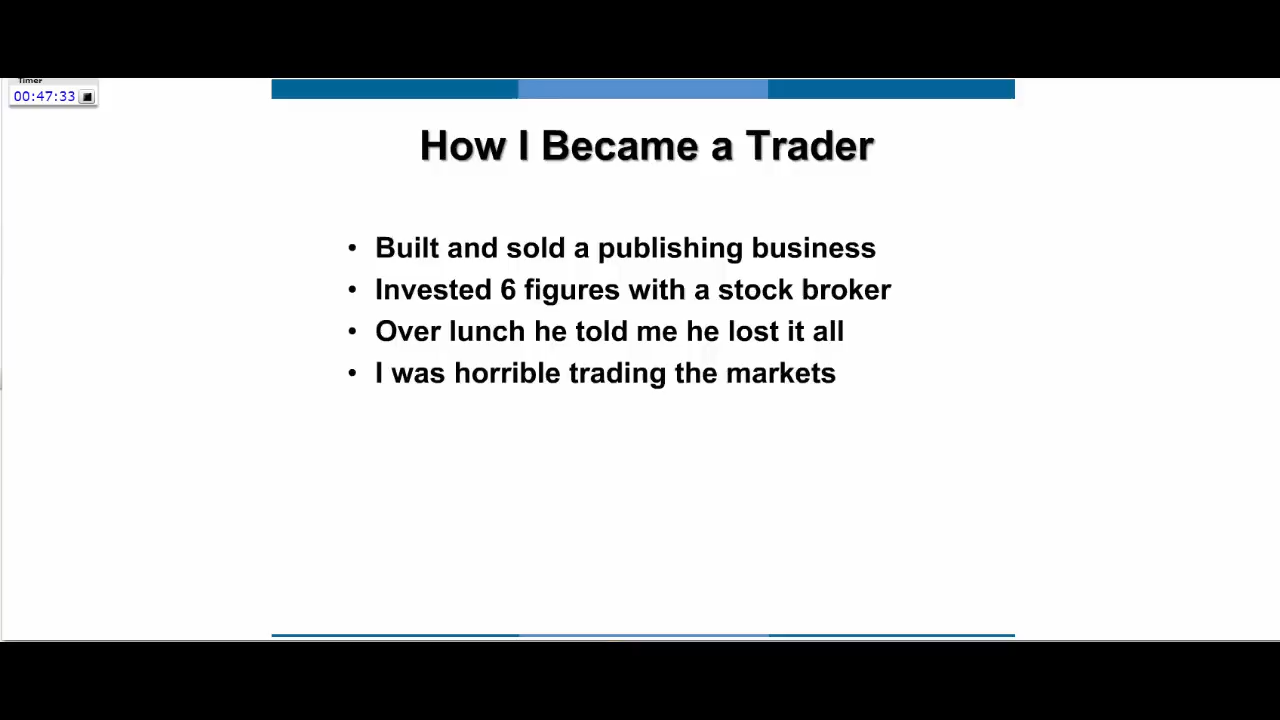 Timer
00:47:33
How I Became a Trader
• Built and sold a publishing business
• Invested 6 figures with a stock broker
• Over lunch he told me he lost it all
• I was horrible trading the markets